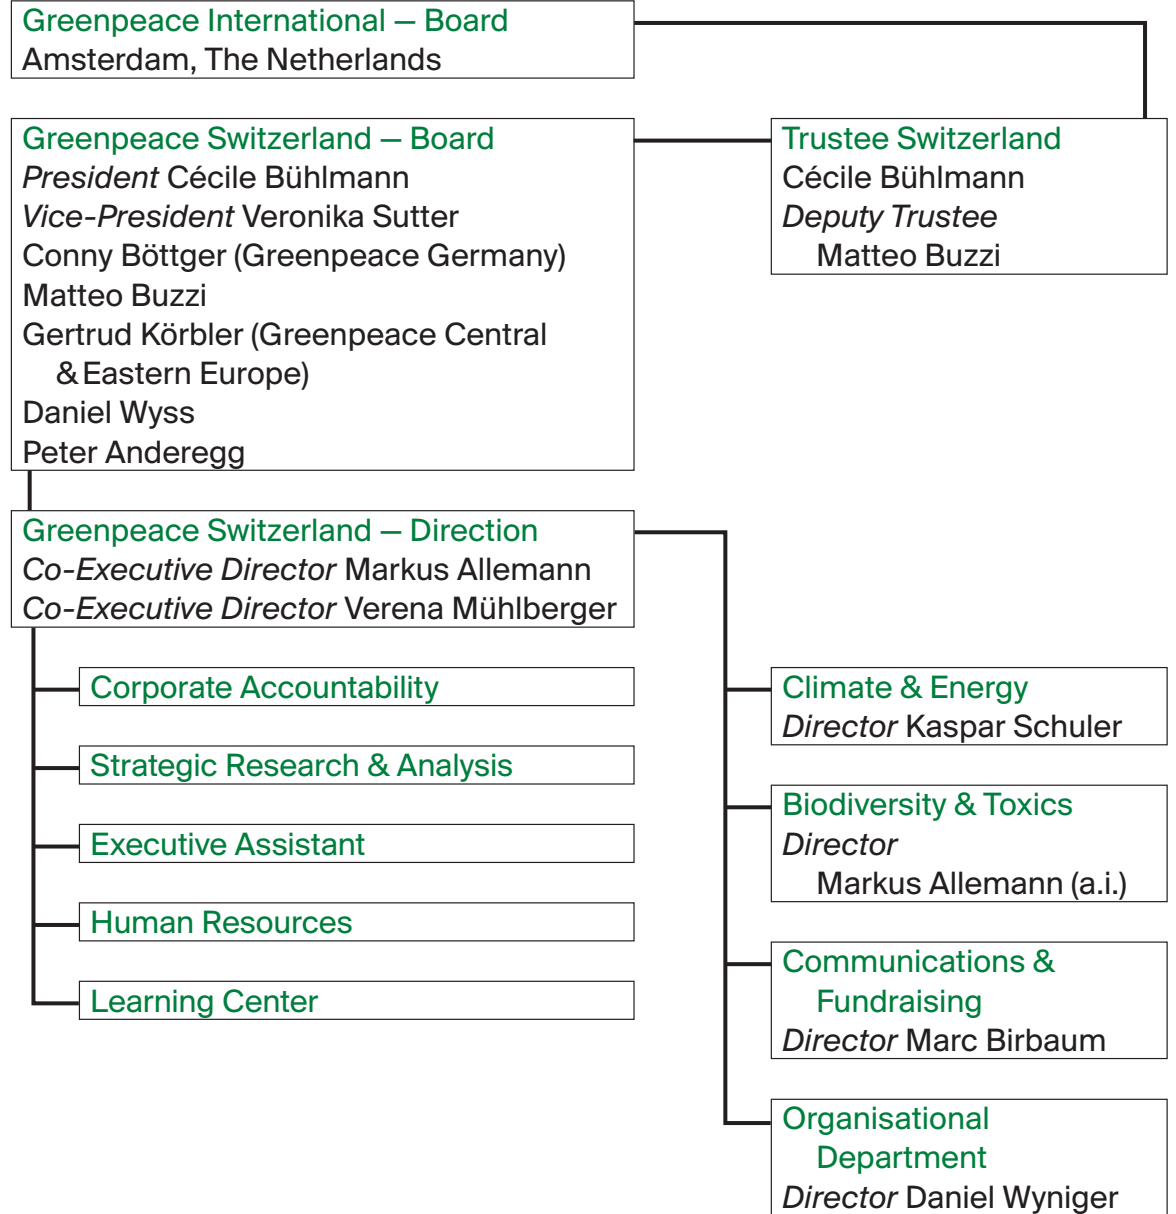 Greenpeace International — Board
Amsterdam, The Netherlands
Greenpeace Switzerland — Board
President Cécile Bühlmann
Vice-President Veronika Sutter
Conny Böttger (Greenpeace Germany)
Matteo Buzzi
Gertrud Körbler (Greenpeace Central
& Eastern Europe)
Daniel Wyss
Peter Anderegg
Trustee Switzerland
Cécile Bühlmann
Deputy Trustee
Matteo Buzzi
Greenpeace Switzerland — Direction
Co-Executive Director Markus Allemann
Co-Executive Director Verena Mühlberger
Corporate Accountability
Strategic Research & Analysis
Executive Assistant
Human Resources
Learning Center
Climate & Energy
Director Kaspar Schuler
Biodiversity & Toxics
Director
Markus Allemann (a.i.)
Communications &
Fundraising
Director Marc Birbaum
Organisational
Department
Director Daniel Wyniger